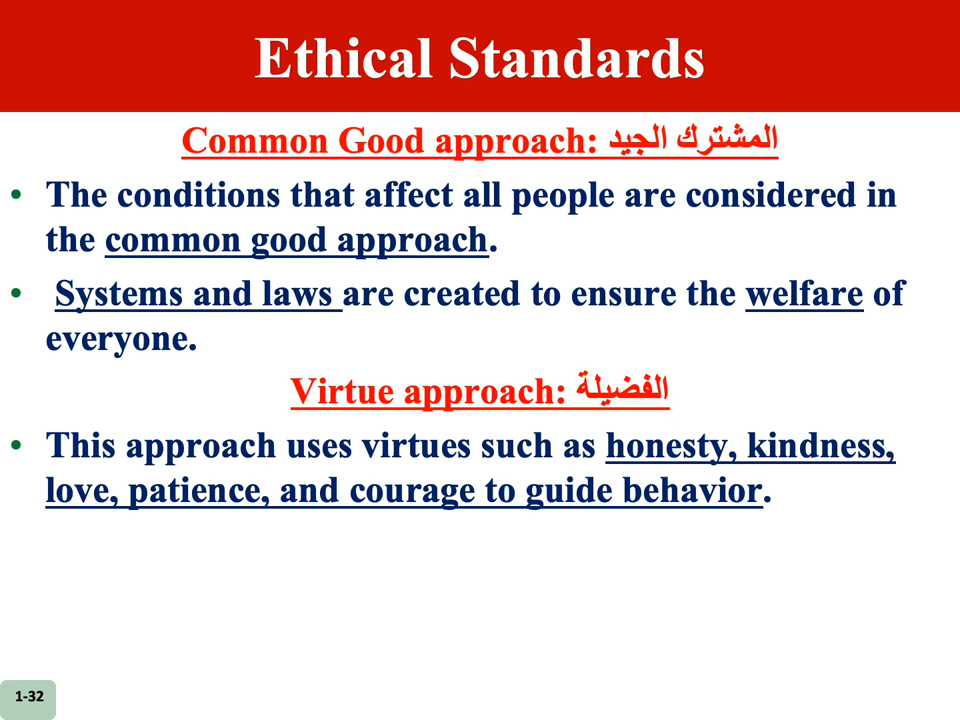 Ethical Standards
Common Good approach: المشترك الجيد
• The conditions that affect all people are considered in
the common good approach.
• Systems and laws are created to ensure the welfare of
everyone.
Virtue approach: الفضيلة
• This approach uses virtues such as honesty, kindness,
love, patience, and courage to guide behavior.
1-32